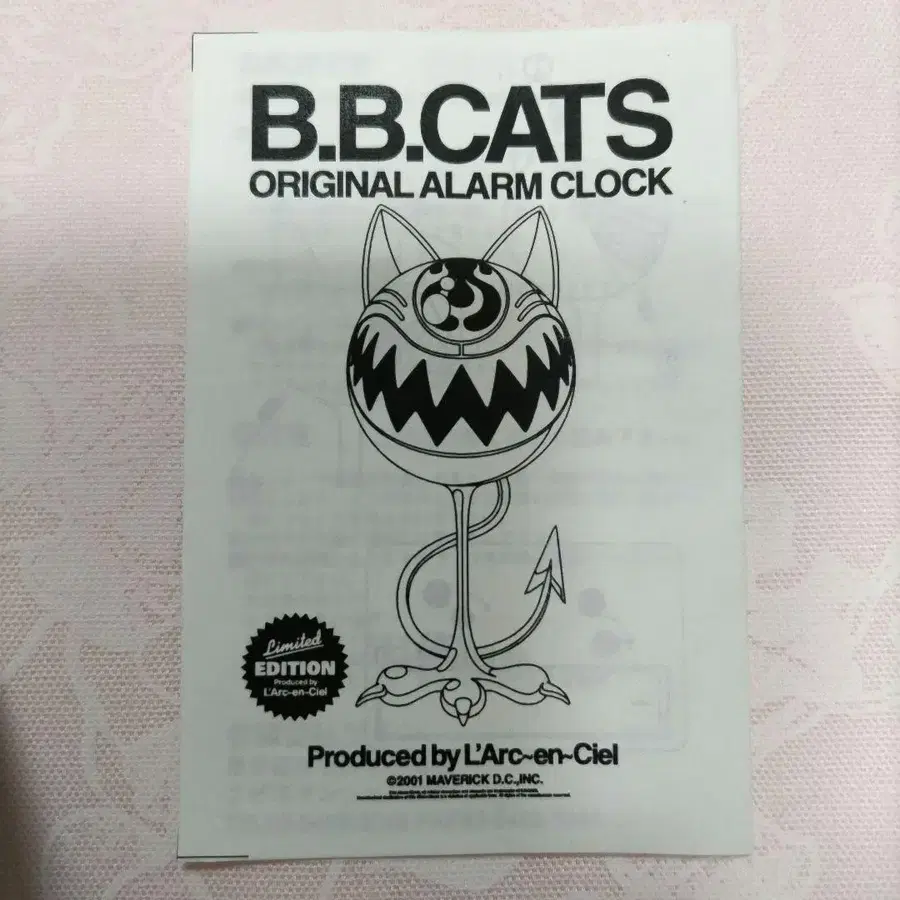 B.B.CATS
ORIGINAL ALARM CLOCK
Limited
EDITION
Produced by
L'Arc-en-Ciel
Produced by L'Arc~en~Ciel
©2001 MAVERICK D.C.,INC.